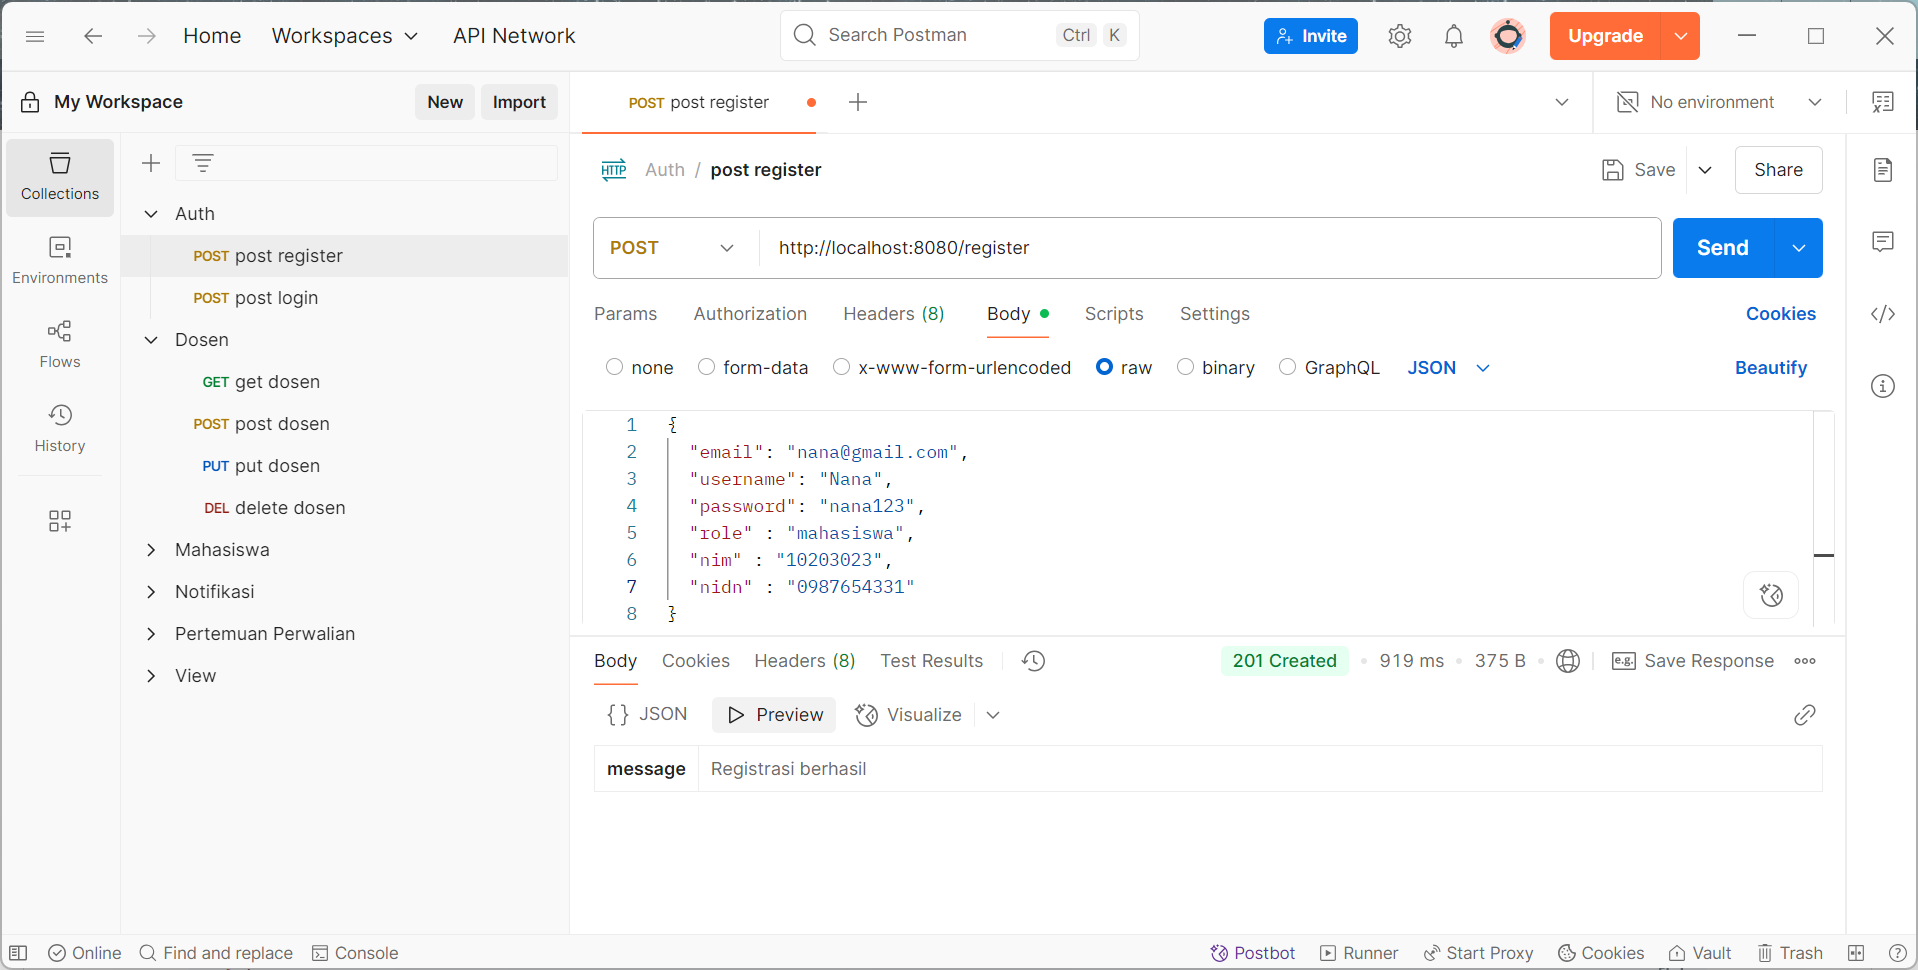 Home Workspaces API Network Search Postman Ctrl K Invite Upgrade
My Workspace New Import
POST post register No environment
Collections
Environments
Flows
History
Auth
POST post register
POST post login
Dosen
GET get dosen
POST post dosen
PUT put dosen
DEL delete dosen
Mahasiswa
Notifikasi
Pertemuan Perwalian
View
HTTP Auth / post register Save Share
POST http://localhost:8080/register Send
Params Authorization Headers (8) Body Scripts Settings Cookies
none form-data x-www-form-urlencoded raw binary GraphQL JSON Beautify
1 {
2 "email": "nana@gmail.com",
3 "username": "Nana",
4 "password": "nana123",
5 "role" : "mahasiswa",
6 "nim" : "10203023",
7 "nidn" : "0987654331"
8 }
Body Cookies Headers (8) Test Results 201 Created 919 ms 375 B e.g. Save Response
{} JSON Preview Visualize
message Registrasi berhasil
Online Find and replace Console Postbot Runner Start Proxy Cookies Vault Trash